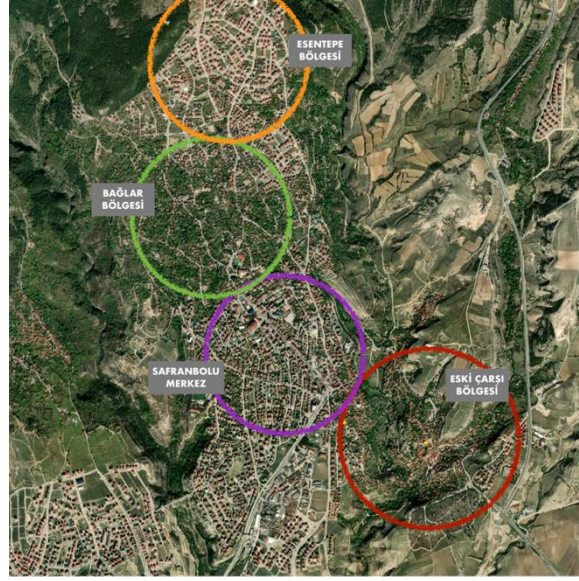 ESENTEPE
BÖLGESİ
BAĞLAR
BÖLGESİ
SAFRANBOLU
MERKEZ
ESKİ ÇARŞI
BÖLGESİ